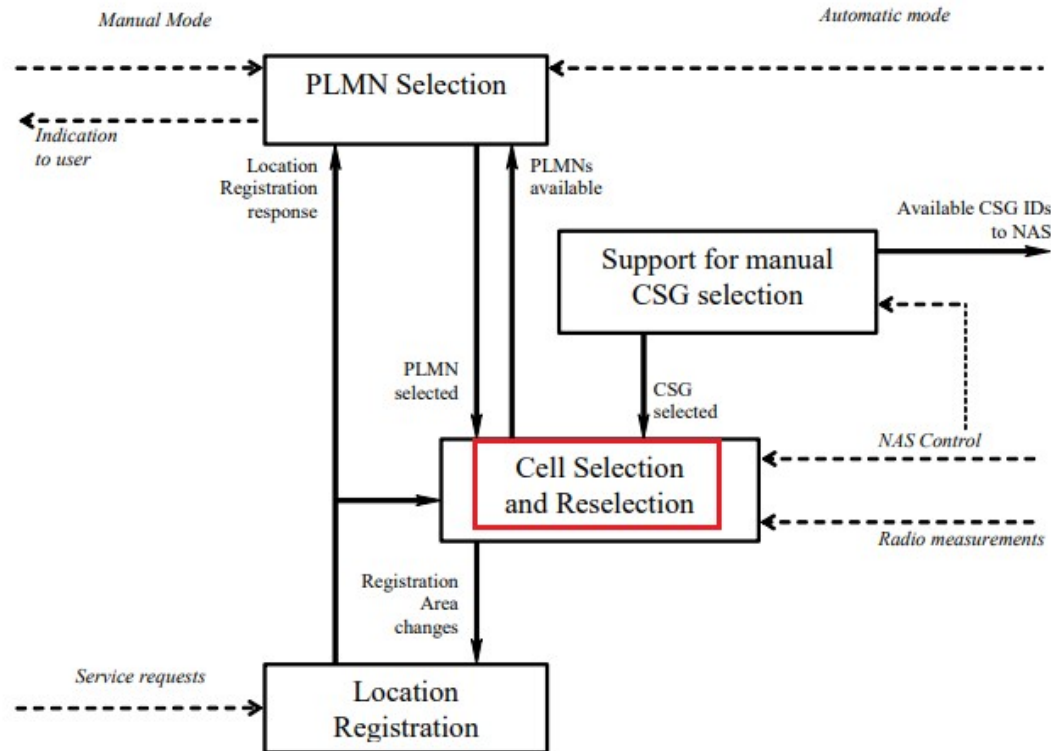 Manual Mode
Automatic mode
PLMN Selection
Indication
to user
Location
Registration
response
PLMNs
available
Available CSG IDs
to NAS
Support for manual
CSG selection
PLMN
selected
CSG
selected
NAS Control
Cell Selection
and Reselection
Radio measurements
Registration
Area
changes
Service requests
Location
Registration